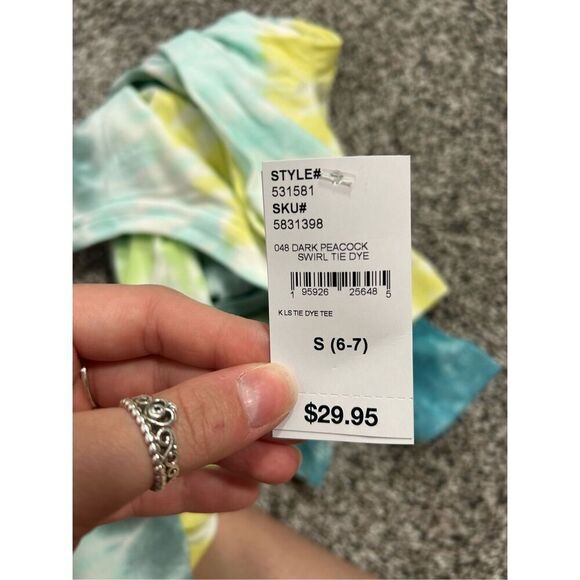 STYLE#
531581
SKU#
5831398
048 DARK PEACOCK
SWIRL TIE DYE
1 95926 25648 5
K LS TIE DYE TEE
S (6-7)
$29.95